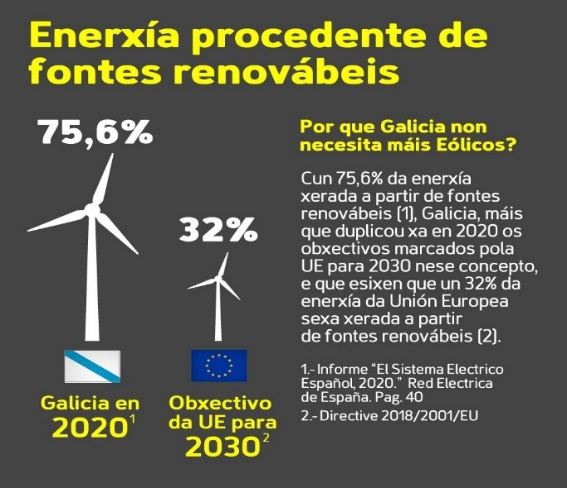 Enerxía procedente de
fontes renovábeis
75,6%
32%
Galicia en
2020¹
Obxectivo
da UE para
2030²
Por que Galicia non
necesita máis Eólicos?
Cun 75,6% da enerxía
xerada a partir de fontes
renovábeis (1), Galicia, máis
que duplicou xa en 2020 os
obxectivos marcados pola
UE para 2030 nese concepto,
e que esixen que un 32% da
enerxía da Unión Europea
sexa xerada a partir
de fontes renovábeis (2).
1.- Informe "El Sistema Electrico
Español, 2020." Red Electrica
de España. Pag. 40
2.- Directive 2018/2001/EU